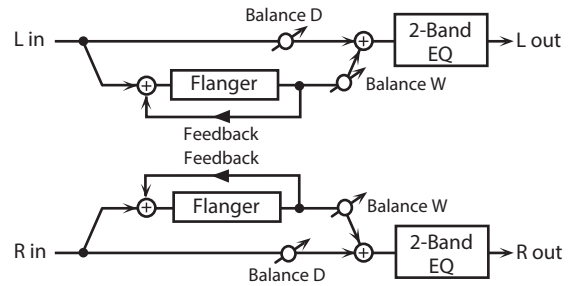 Balance D
L in
2-Band
EQ
L out
Flanger
Balance W
Feedback
Feedback
Flanger
Balance W
R in
2-Band
EQ
R out
Balance D